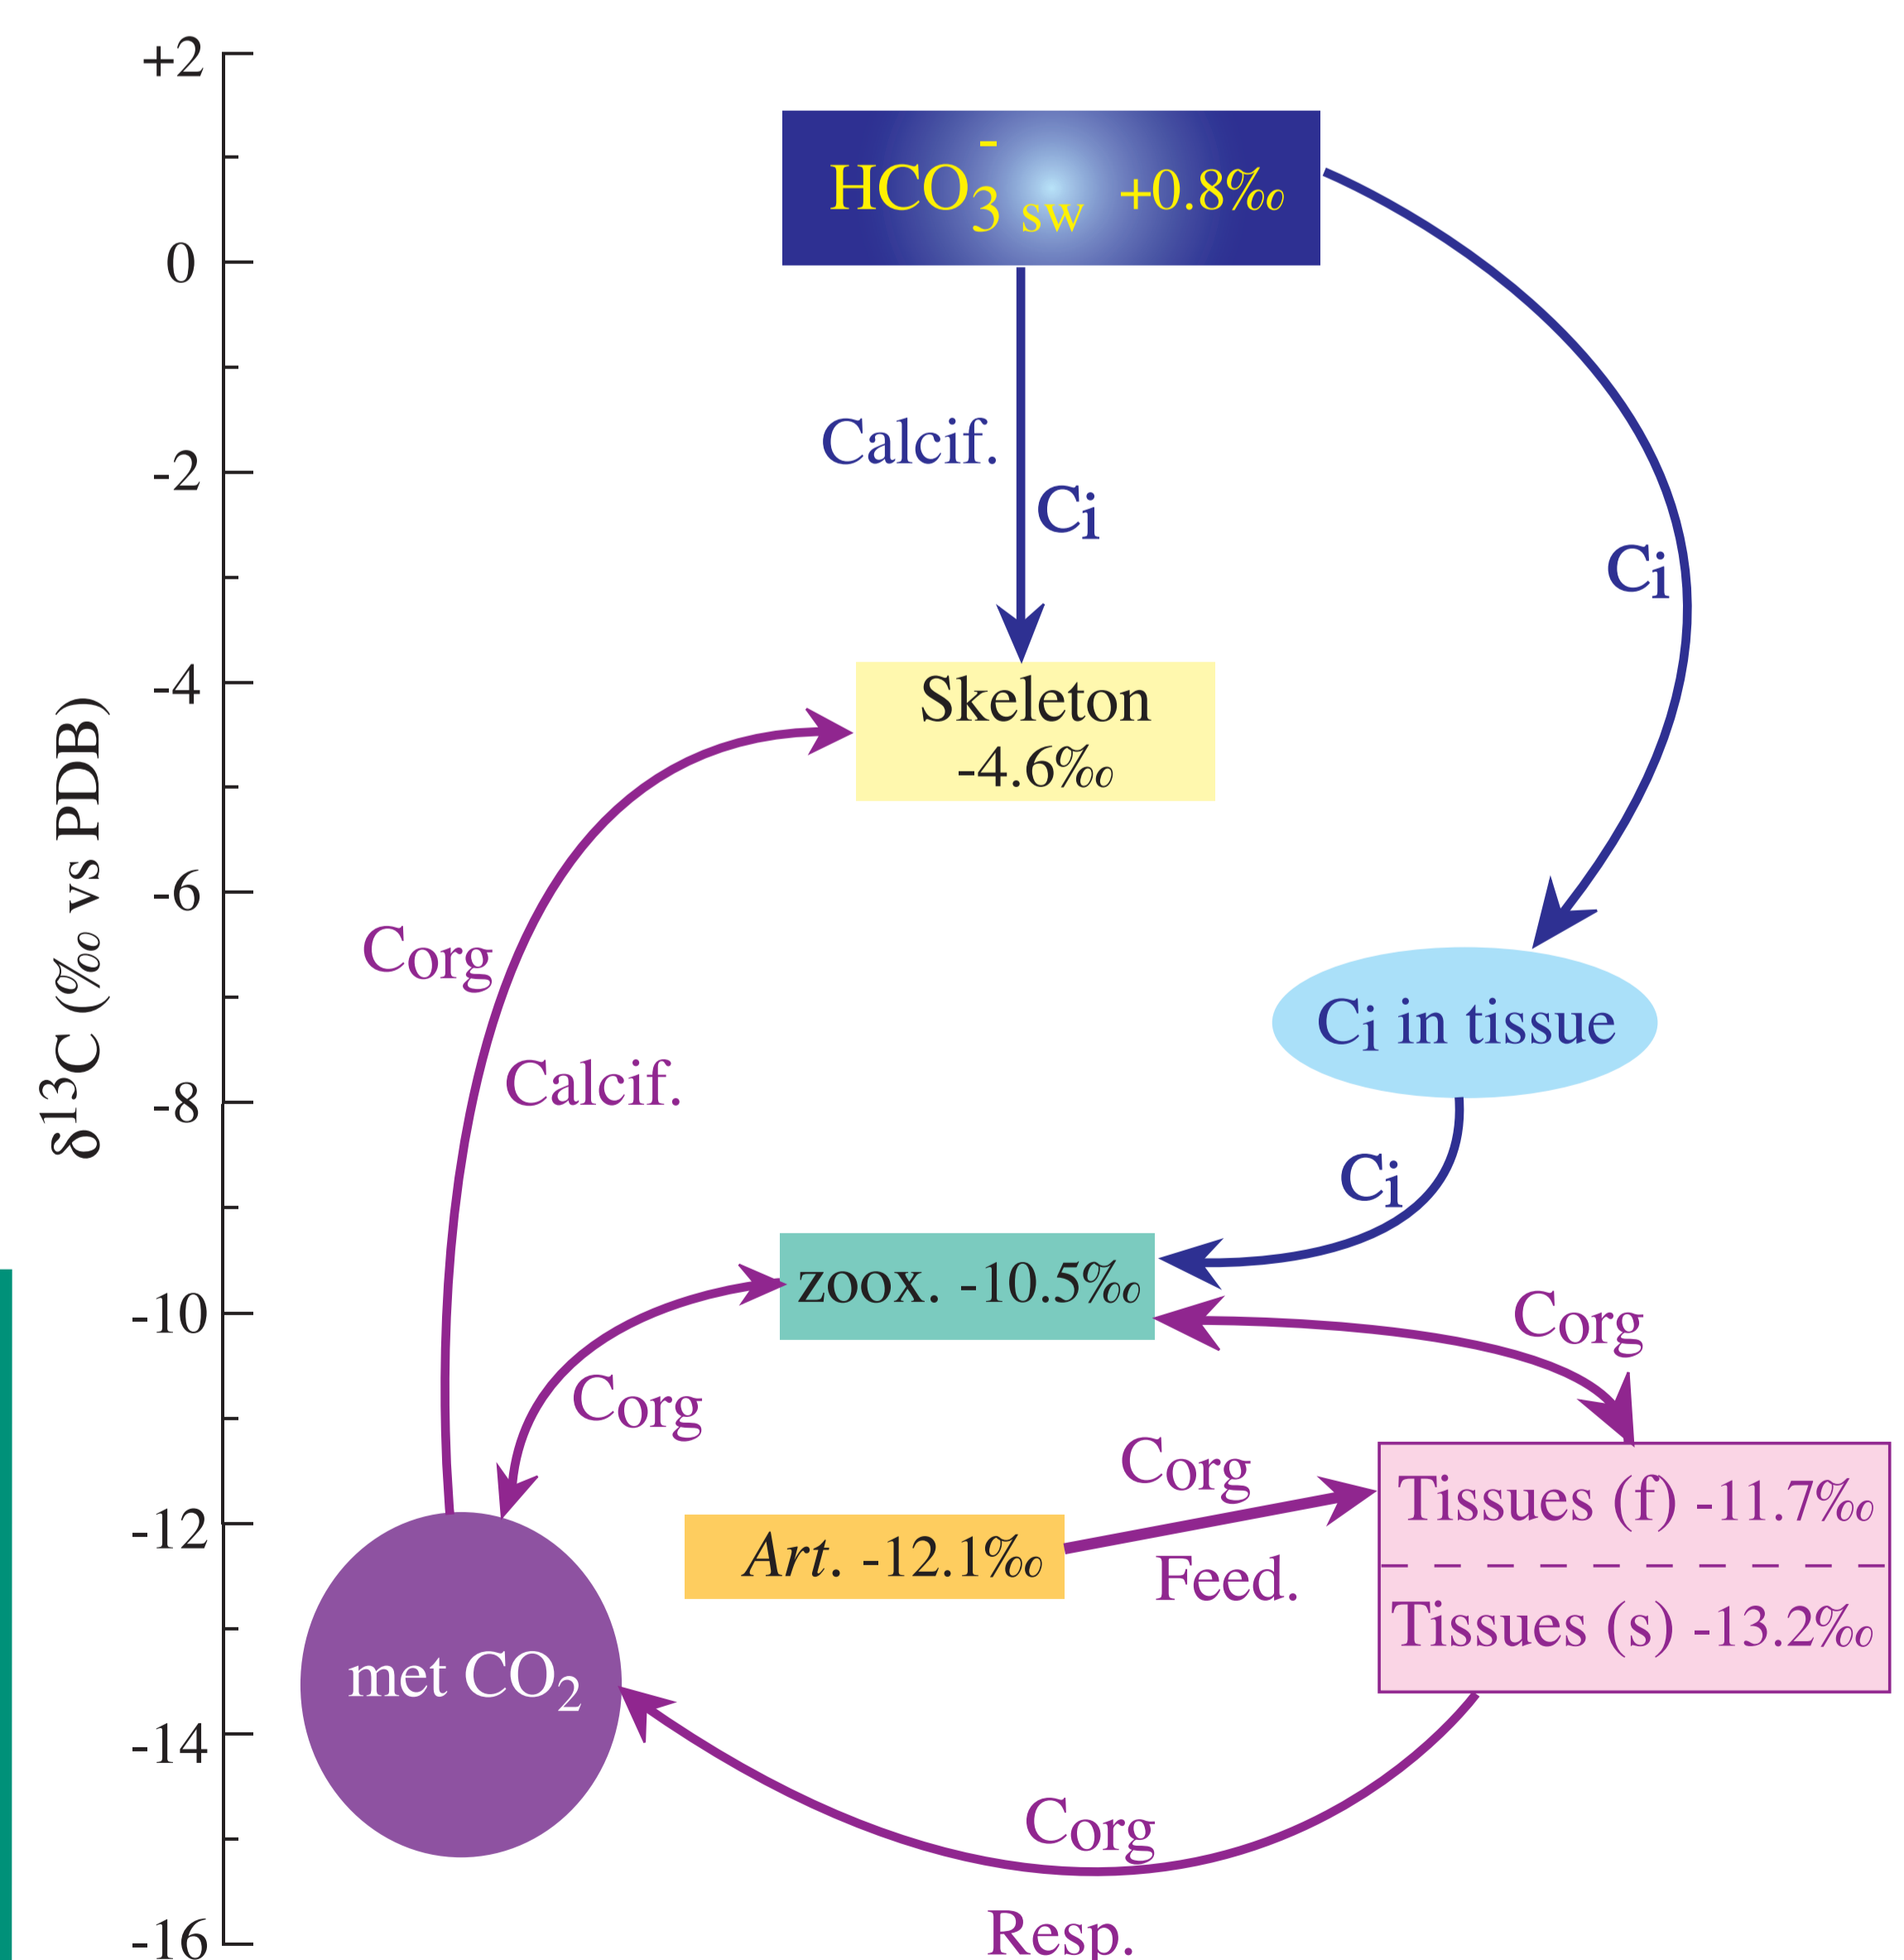 +2
0
-2
-4
-6
-8
-10
-12
-14
-16
δ13C (‰ vs PDB)
HCO3- sw +0.8‰
Calcif.
Ci
Ci
Skeleton
-4.6‰
Corg
Calcif.
Ci in tissue
Ci
zoox. -10.5‰
Corg
Corg
Corg
Art. -12.1‰
Feed.
Tissues (f) -11.7‰
Tissues (s) -13.2‰
met CO2
Corg
Resp.